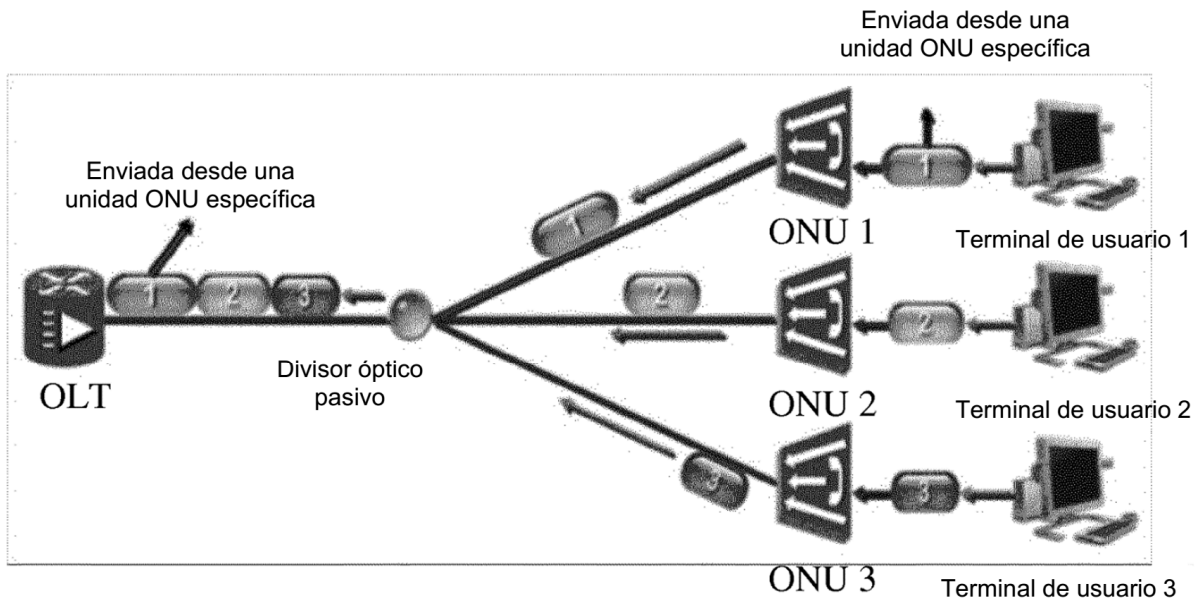 Enviada desde una
unidad ONU específica
Enviada desde una
unidad ONU específica
1
1
ONU 1
Terminal de usuario 1
1 2 3
2
2
OLT
Divisor óptico
pasivo
ONU 2
Terminal de usuario 2
3
3
ONU 3
Terminal de usuario 3